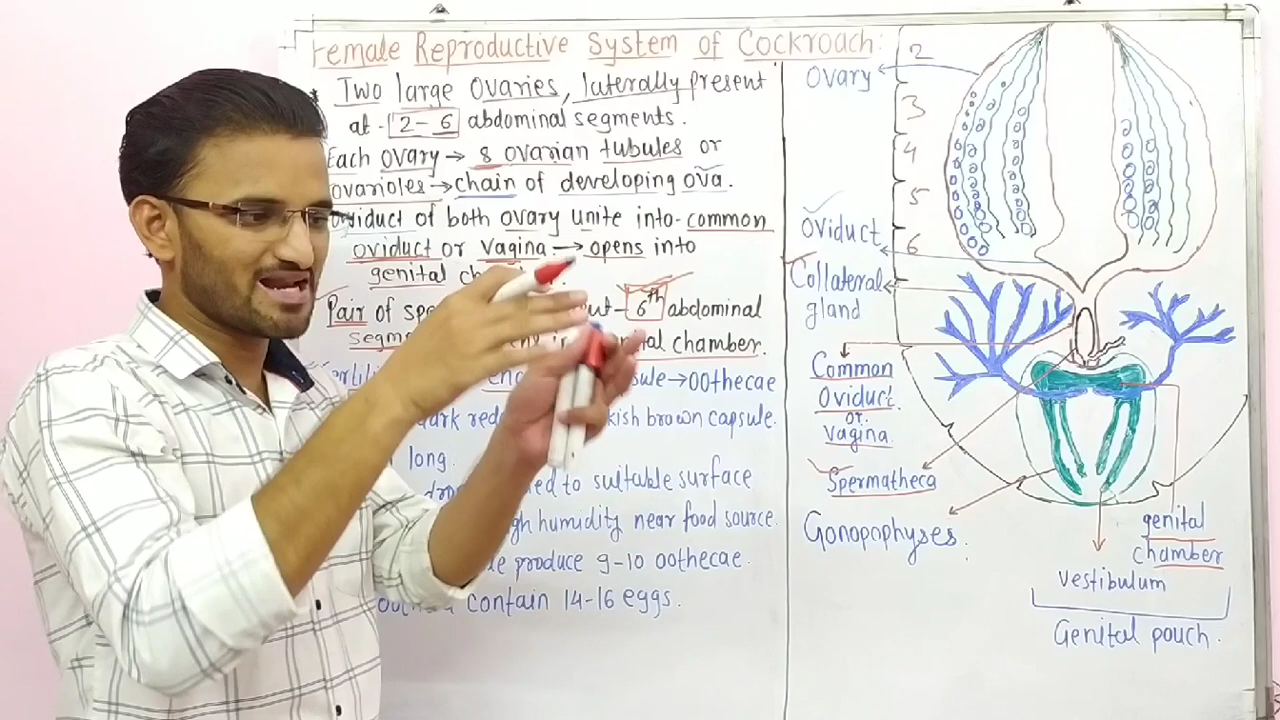 Female Reproductive System of Cockroach:
* Two large Ovaries, laterally present
at - 2-6 abdominal segments.
Each Ovary → 8 ovarian tubules or
ovarioles → chain of developing ova.
Oviduct of both ovary unite into - common
oviduct or vagina → opens into
genital
Pair of
6th abdominal
chamber.
→ Oothecae
dark brown capsule.
long.
to suitable surface
high humidity near food source.
produce 9-10 oothecae.
contain 14-16 eggs.
Ovary
2
3
4
5
6
Oviduct
Collateral
gland
Common
Oviduct
or
vagina.
Spermatheca
Gonopophyses.
genital
chamber
vestibulum
Genital pouch.